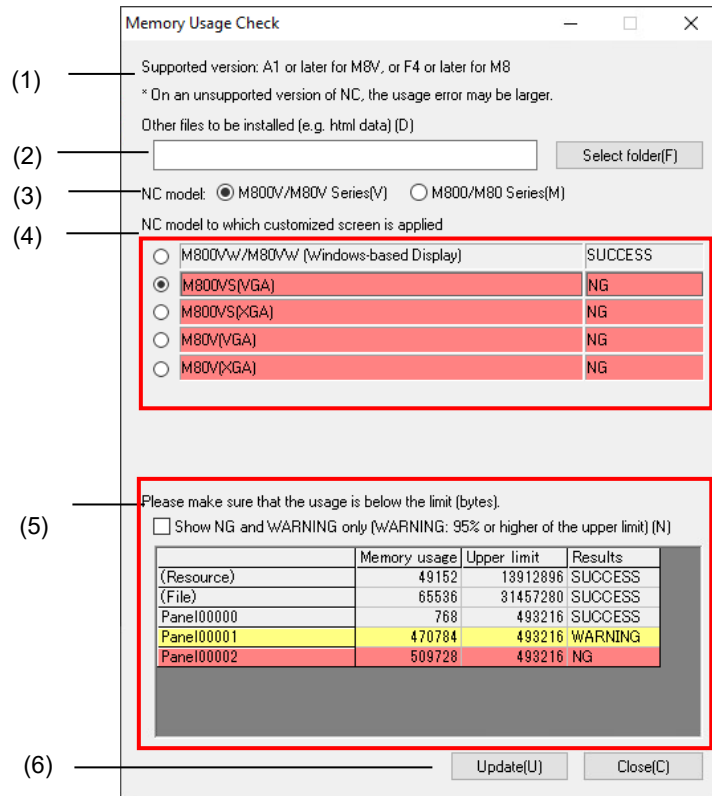 Memory Usage Check
(1)
Supported version: A1 or later for M8V, or F4 or later for M8
* On an unsupported version of NC, the usage error may be larger.
Other files to be installed (e.g. html data) (D)
(2)
Select folder(F)
(3)
NC model: M800V/M80V Series(V) M800/M80 Series(M)
(4)
NC model to which customized screen is applied
M800VW/M80VW (Windows-based Display) SUCCESS
M800VS(VGA) NG
M800VS(XGA) NG
M80V(VGA) NG
M80V(XGA) NG
(5)
Please make sure that the usage is below the limit (bytes).
Show NG and WARNING only (WARNING: 95% or higher of the upper limit) (N)
Memory usage Upper limit Results
(Resource) 49152 13912896 SUCCESS
(File) 65536 31457280 SUCCESS
Panel00000 768 493216 SUCCESS
Panel00001 470784 493216 WARNING
Panel00002 509728 493216 NG
(6)
Update(U) Close(C)